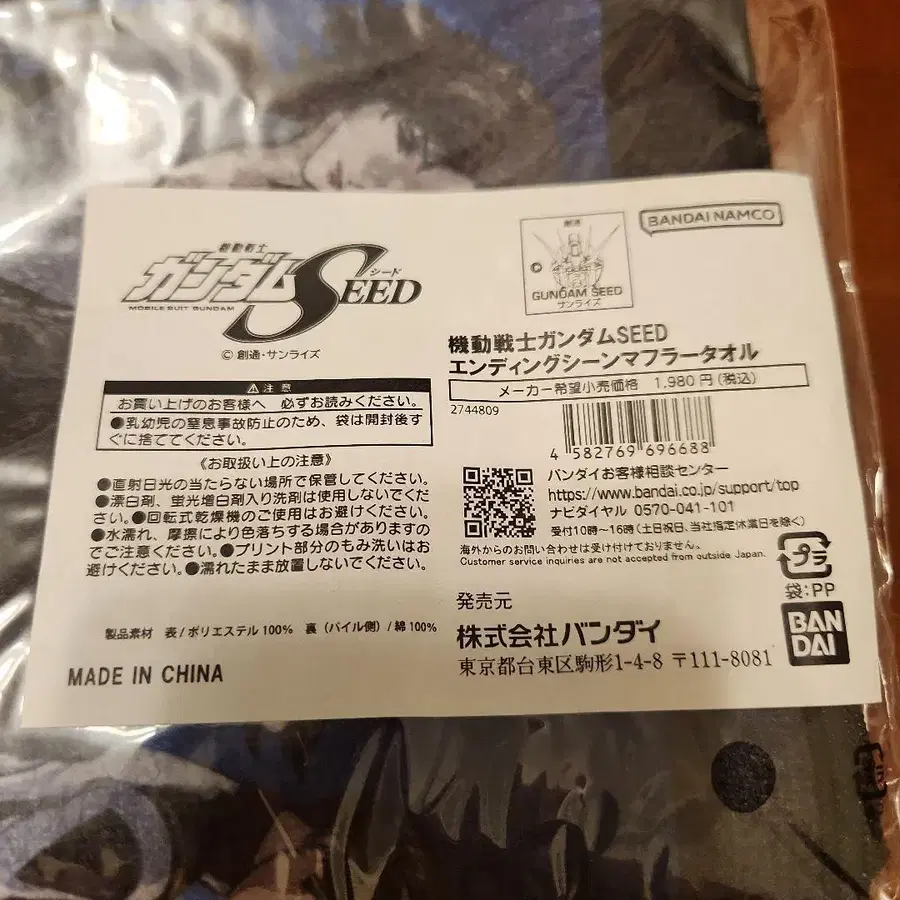 機動戦士
ガンダムSEED
シード
MOBILE SUIT GUNDAM
© 創通・サンライズ
⚠注 意
お買い上げのお客様へ 必ずお読みください。
●乳幼児の窒息事故防止のため、袋は開封後す
ぐに捨ててください。
《お取扱い上の注意》
●直射日光の当たらない場所で保管してください。
●漂白剤、蛍光増白剤入り洗剤は使用しないでくだ
さい。●回転式乾燥機のご使用はお避けください。
●水濡れ、摩擦により色落ちする場合がありますの
でご注意ください。●プリント部分のもみ洗いはお
避けください。●濡れたまま放置しないでください。
製品素材 表/ポリエステル100% 裏(パイル側)/綿100%
MADE IN CHINA
創通
©
GUNDAM SEED
サンライズ
BANDAI NAMCO
機動戦士ガンダムSEED
エンディングシーンマフラータオル
メーカー希望小売価格 1,980円(税込)
2744809
4 582769 696688
バンダイお客様相談センター
https://www.bandai.co.jp/support/top
ナビダイヤル 0570-041-101
受付10時〜16時(土日祝日、当社指定休業日を除く)
海外からのお問い合わせは受け付けておりません。
Customer service inquiries are not accepted from outside Japan.
プラ
袋:PP
発売元
株式会社バンダイ
東京都台東区駒形1-4-8 〒111-8081
BAN
DAI